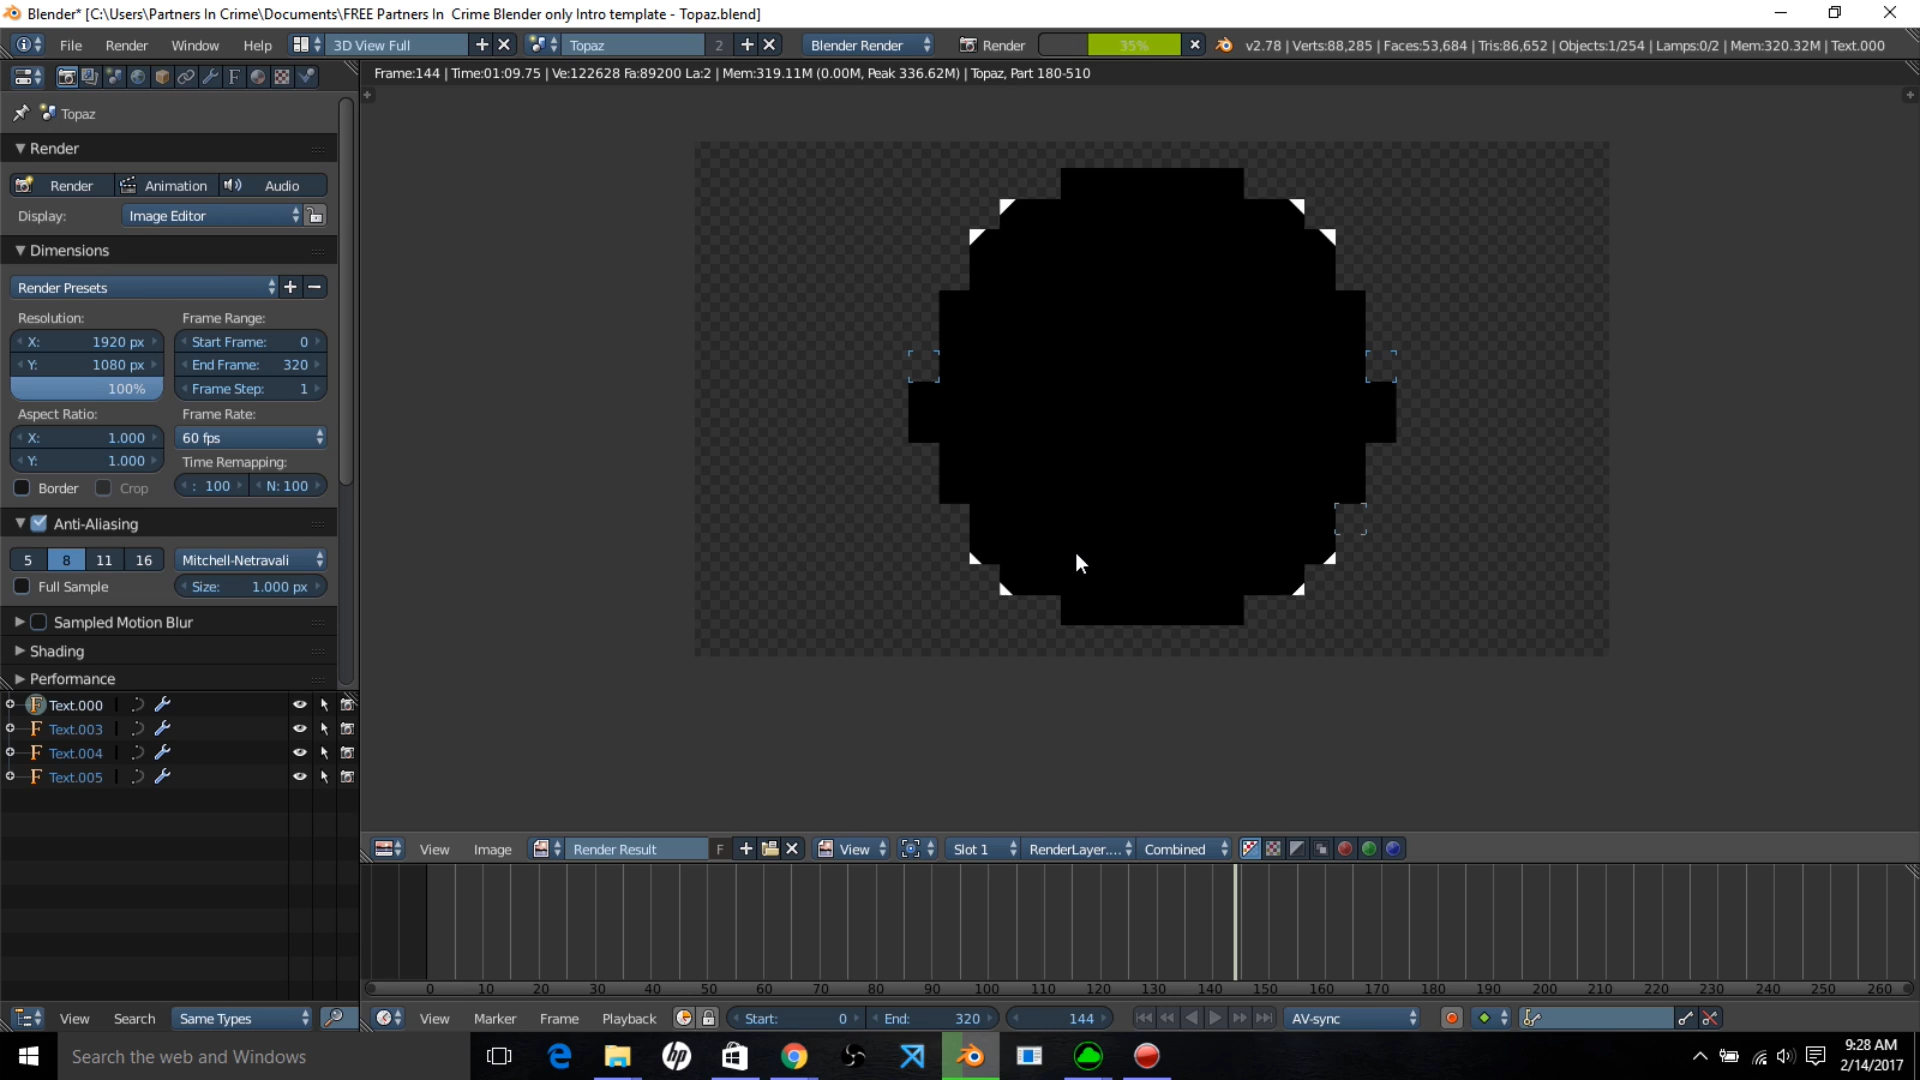 Blender* [C:\Users\Partners In Crime\Documents\FREE Partners In  Crime Blender only Intro template - Topaz.blend]
File Render Window Help 3D View Full Topaz 2 Blender Render Render 35% v2.78 | Verts:88,285 | Faces:53,684 | Tris:86,652 | Objects:1/254 | Lamps:0/2 | Mem:320.32M | Text.000
Frame:144 | Time:01:09.75 | Ve:122628 Fa:89200 La:2 | Mem:319.11M (0.00M, Peak 336.62M) | Topaz, Part 180-510
Topaz
Render
Render Animation Audio
Display: Image Editor
Dimensions
Render Presets
Resolution: Frame Range:
X: 1920 px Start Frame: 0
Y: 1080 px End Frame: 320
100% Frame Step: 1
Aspect Ratio: Frame Rate:
X: 1.000 60 fps
Y: 1.000 Time Remapping:
Border Crop : 100 N: 100
Anti-Aliasing
5 8 11 16 Mitchell-Netravali
Full Sample Size: 1.000 px
Sampled Motion Blur
Shading
Performance
Text.000
Text.003
Text.004
Text.005
View Image Render Result F View Slot 1 RenderLayer.... Combined
0 10 20 30 40 50 60 70 80 90 100 110 120 130 140 150 160 170 180 190 200 210 220 230 240 250 260
View Search Same Types View Marker Frame Playback Start: 0 End: 320 144 AV-sync
Search the web and Windows
9:28 AM
2/14/2017